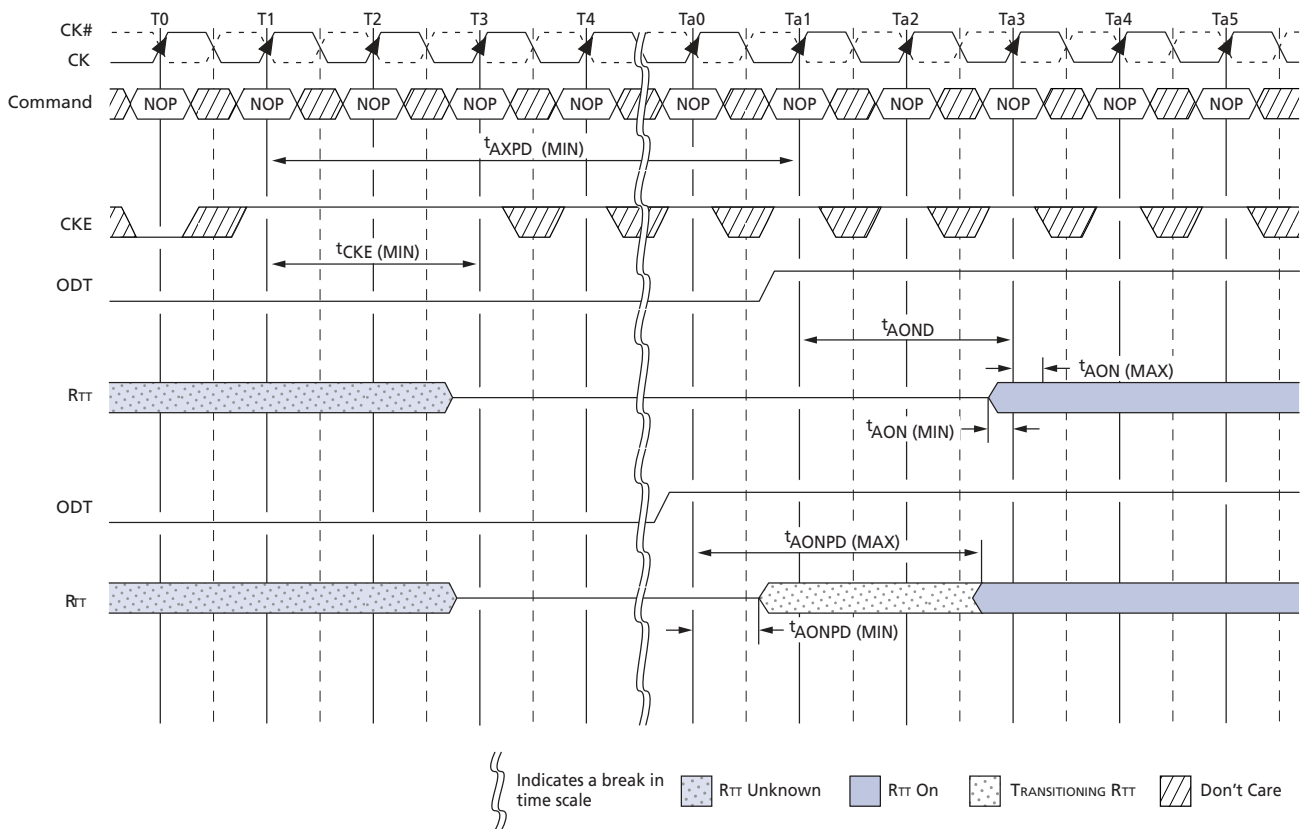 T0 T1 T2 T3 T4 Ta0 Ta1 Ta2 Ta3 Ta4 Ta5
CK#
CK
Command NOP NOP NOP NOP NOP NOP NOP NOP NOP NOP NOP
tAXPD (MIN)
CKE
tCKE (MIN)
ODT
tAOND
tAON (MAX)
RTT
tAON (MIN)
ODT
tAONPD (MAX)
RTT
tAONPD (MIN)
Indicates a break in
time scale
RTT Unknown
RTT On
TRANSITIONING RTT
Don't Care